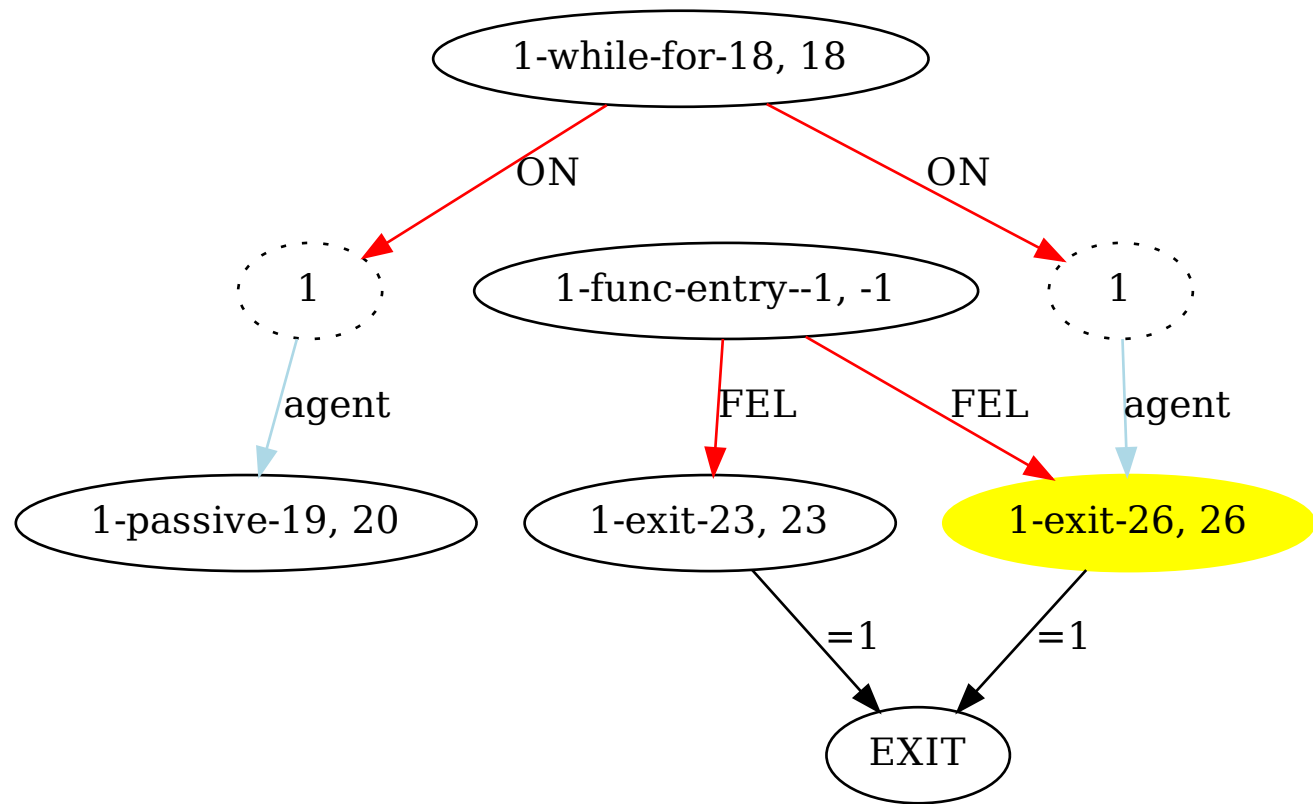 1-while-for-18, 18
ON
ON
1
1-func-entry--1, -1
1
agent
FEL
FEL
agent
1-passive-19, 20
1-exit-23, 23
1-exit-26, 26
=1
=1
EXIT